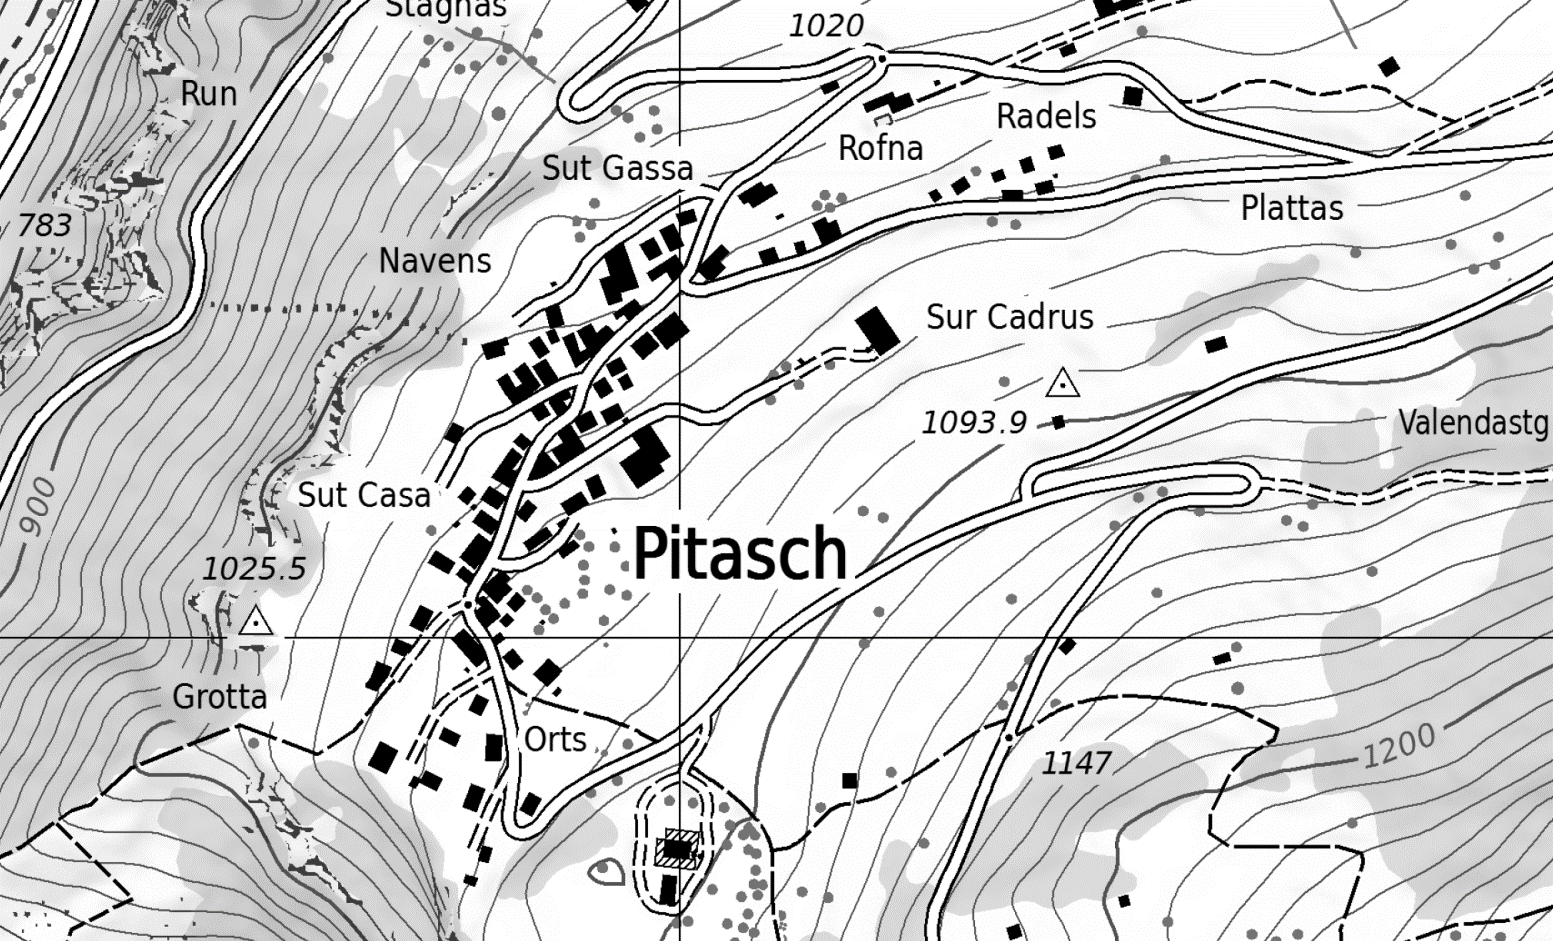 Stagnas
1020
Run
Radels
Rofna
Sut Gassa
783
Plattas
Navens
Sur Cadrus
1093.9
Valendastg
Sut Casa
900
Pitasch
1025.5
Grotta
Orts
1147
1200